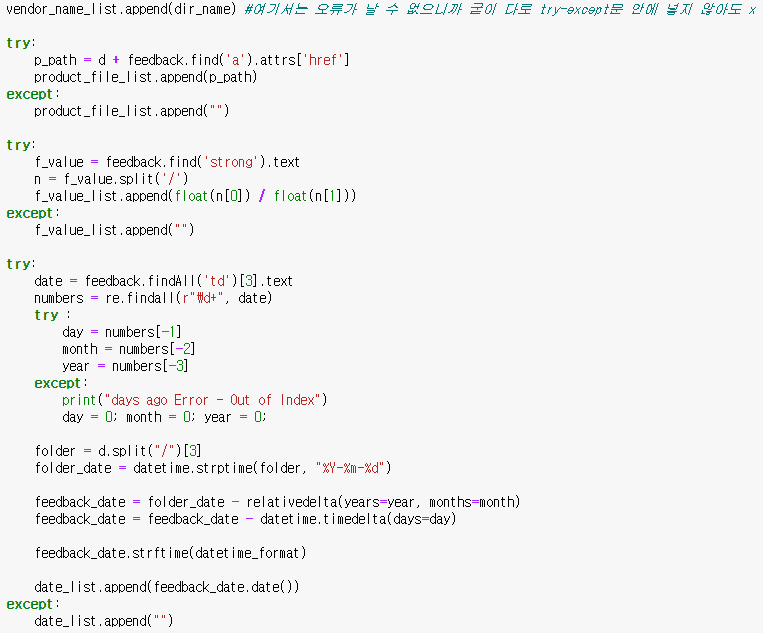 vendor_name_list.append(dir_name) #여기서는 오류가 날 수 없으니까 굳이 다로 try-except문 안에 넣지 않아도 x
try:
    p_path = d + feedback.find('a').attrs['href']
    product_file_list.append(p_path)
except:
    product_file_list.append("")
try:
    f_value = feedback.find('strong').text
    n = f_value.split('/')
    f_value_list.append(float(n[0]) / float(n[1]))
except:
    f_value_list.append("")
try:
    date = feedback.findAll('td')[3].text
    numbers = re.findall(r"₩d+", date)
    try :
        day = numbers[-1]
        month = numbers[-2]
        year = numbers[-3]
    except:
        print("days ago Error - Out of Index")
        day = 0; month = 0; year = 0;
    folder = d.split("/")[3]
    folder_date = datetime.strptime(folder, "%Y-%m-%d")
    feedback_date = folder_date - relativedelta(years=year, months=month)
    feedback_date = feedback_date - datetime.timedelta(days=day)
    feedback_date.strftime(datetime_format)
    date_list.append(feedback_date.date())
except:
    date_list.append("")